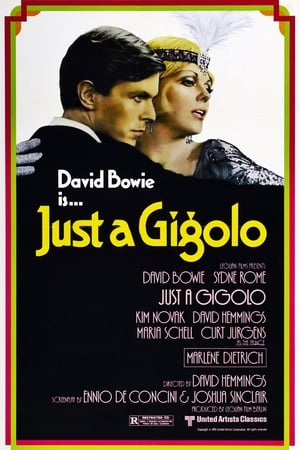 David Bowie
is...
Just a Gigolo
LEGUAN FILMS PRESENTS
DAVID BOWIE SYDNE ROME
JUST A GIGOLO
KIM NOVAK DAVID HEMMINGS
MARIA SCHELL CURT JURGENS
AS THE PRINCE
MARLENE DIETRICH
DIRECTED BY DAVID HEMMINGS
SCREENPLAY BY ENNIO DE CONCINI & JOSHUA SINCLAIR
PRODUCED BY LEGUAN FILM BERLIN
R RESTRICTED
United Artists Classics